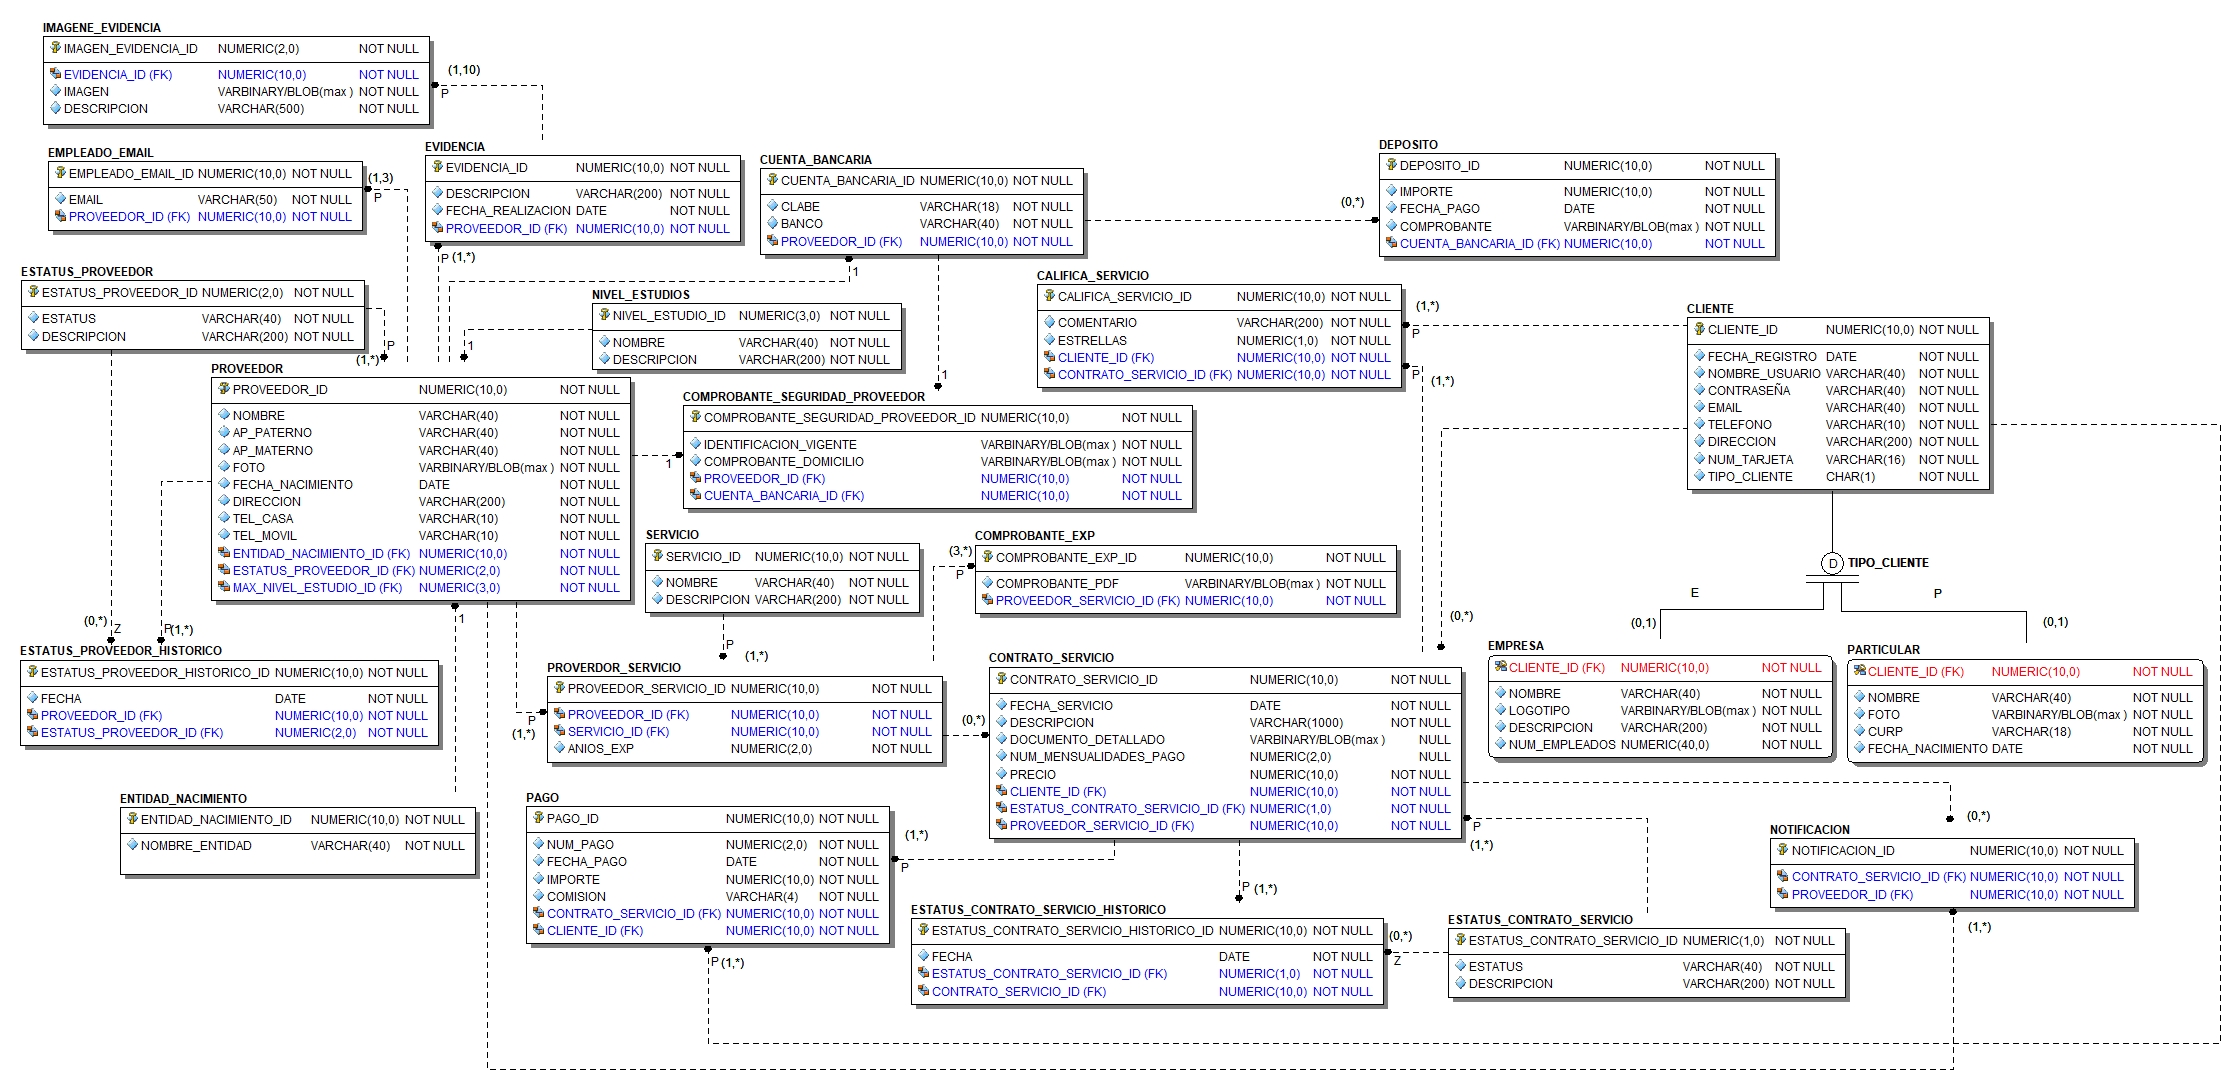 IMAGENE_EVIDENCIA
IMAGEN_EVIDENCIA_ID NUMERIC(2,0) NOT NULL
EVIDENCIA_ID (FK) NUMERIC(10,0) NOT NULL
IMAGEN VARBINARY/BLOB(max ) NOT NULL
DESCRIPCION VARCHAR(500) NOT NULL
(1,10)
P
EMPLEADO_EMAIL
EMPLEADO_EMAIL_ID NUMERIC(10,0) NOT NULL
EMAIL VARCHAR(50) NOT NULL
PROVEEDOR_ID (FK) NUMERIC(10,0) NOT NULL
(1,3)
P
EVIDENCIA
EVIDENCIA_ID NUMERIC(10,0) NOT NULL
DESCRIPCION VARCHAR(200) NOT NULL
FECHA_REALIZACION DATE NOT NULL
PROVEEDOR_ID (FK) NUMERIC(10,0) NOT NULL
P (1,*)
CUENTA_BANCARIA
CUENTA_BANCARIA_ID NUMERIC(10,0) NOT NULL
CLABE VARCHAR(18) NOT NULL
BANCO VARCHAR(40) NOT NULL
PROVEEDOR_ID (FK) NUMERIC(10,0) NOT NULL
1
(0,*)
DEPOSITO
DEPOSITO_ID NUMERIC(10,0) NOT NULL
IMPORTE NUMERIC(10,0) NOT NULL
FECHA_PAGO DATE NOT NULL
COMPROBANTE VARBINARY/BLOB(max ) NOT NULL
CUENTA_BANCARIA_ID (FK) NUMERIC(10,0) NOT NULL
ESTATUS_PROVEEDOR
ESTATUS_PROVEEDOR_ID NUMERIC(2,0) NOT NULL
ESTATUS VARCHAR(40) NOT NULL
DESCRIPCION VARCHAR(200) NOT NULL
P
(1,*)
NIVEL_ESTUDIOS
NIVEL_ESTUDIO_ID NUMERIC(3,0) NOT NULL
NOMBRE VARCHAR(40) NOT NULL
DESCRIPCION VARCHAR(200) NOT NULL
1
1
CALIFICA_SERVICIO
CALIFICA_SERVICIO_ID NUMERIC(10,0) NOT NULL
COMENTARIO VARCHAR(200) NOT NULL
ESTRELLAS NUMERIC(1,0) NOT NULL
CLIENTE_ID (FK) NUMERIC(10,0) NOT NULL
CONTRATO_SERVICIO_ID (FK) NUMERIC(10,0) NOT NULL
(1,*)
P
P
(1,*)
CLIENTE
CLIENTE_ID NUMERIC(10,0) NOT NULL
FECHA_REGISTRO DATE NOT NULL
NOMBRE_USUARIO VARCHAR(40) NOT NULL
CONTRASEÑA VARCHAR(40) NOT NULL
EMAIL VARCHAR(40) NOT NULL
TELEFONO VARCHAR(10) NOT NULL
DIRECCION VARCHAR(200) NOT NULL
NUM_TARJETA VARCHAR(16) NOT NULL
TIPO_CLIENTE CHAR(1) NOT NULL
PROVEEDOR
PROVEEDOR_ID NUMERIC(10,0) NOT NULL
NOMBRE VARCHAR(40) NOT NULL
AP_PATERNO VARCHAR(40) NOT NULL
AP_MATERNO VARCHAR(40) NOT NULL
FOTO VARBINARY/BLOB(max ) NOT NULL
FECHA_NACIMIENTO DATE NOT NULL
DIRECCION VARCHAR(200) NOT NULL
TEL_CASA VARCHAR(10) NOT NULL
TEL_MOVIL VARCHAR(10) NOT NULL
ENTIDAD_NACIMIENTO_ID (FK) NUMERIC(10,0) NOT NULL
ESTATUS_PROVEEDOR_ID (FK) NUMERIC(2,0) NOT NULL
MAX_NIVEL_ESTUDIO_ID (FK) NUMERIC(3,0) NOT NULL
1
COMPROBANTE_SEGURIDAD_PROVEEDOR
COMPROBANTE_SEGURIDAD_PROVEEDOR_ID NUMERIC(10,0) NOT NULL
IDENTIFICACION_VIGENTE VARBINARY/BLOB(max ) NOT NULL
COMPROBANTE_DOMICILIO VARBINARY/BLOB(max ) NOT NULL
PROVEEDOR_ID (FK) NUMERIC(10,0) NOT NULL
CUENTA_BANCARIA_ID (FK) NUMERIC(10,0) NOT NULL
SERVICIO
SERVICIO_ID NUMERIC(10,0) NOT NULL
NOMBRE VARCHAR(40) NOT NULL
DESCRIPCION VARCHAR(200) NOT NULL
P
(1,*)
COMPROBANTE_EXP
COMPROBANTE_EXP_ID NUMERIC(10,0) NOT NULL
COMPROBANTE_PDF VARBINARY/BLOB(max ) NOT NULL
PROVEEDOR_SERVICIO_ID (FK) NUMERIC(10,0) NOT NULL
(3,*)
P
D
TIPO_CLIENTE
E
P
(0,1)
(0,1)
(0,*)
EMPRESA
CLIENTE_ID (FK) NUMERIC(10,0) NOT NULL
NOMBRE VARCHAR(40) NOT NULL
LOGOTIPO VARBINARY/BLOB(max ) NOT NULL
DESCRIPCION VARCHAR(200) NOT NULL
NUM_EMPLEADOS NUMERIC(40,0) NOT NULL
PARTICULAR
CLIENTE_ID (FK) NUMERIC(10,0) NOT NULL
NOMBRE VARCHAR(40) NOT NULL
FOTO VARBINARY/BLOB(max ) NOT NULL
CURP VARCHAR(18) NOT NULL
FECHA_NACIMIENTO DATE NOT NULL
(0,*)
Z
P
(1,*)
1
ESTATUS_PROVEEDOR_HISTORICO
ESTATUS_PROVEEDOR_HISTORICO_ID NUMERIC(10,0) NOT NULL
FECHA DATE NOT NULL
PROVEEDOR_ID (FK) NUMERIC(10,0) NOT NULL
ESTATUS_PROVEEDOR_ID (FK) NUMERIC(2,0) NOT NULL
PROVERDOR_SERVICIO
PROVEEDOR_SERVICIO_ID NUMERIC(10,0) NOT NULL
PROVEEDOR_ID (FK) NUMERIC(10,0) NOT NULL
SERVICIO_ID (FK) NUMERIC(10,0) NOT NULL
ANIOS_EXP NUMERIC(2,0) NOT NULL
P
(1,*)
(0,*)
CONTRATO_SERVICIO
CONTRATO_SERVICIO_ID NUMERIC(10,0) NOT NULL
FECHA_SERVICIO DATE NOT NULL
DESCRIPCION VARCHAR(1000) NOT NULL
DOCUMENTO_DETALLADO VARBINARY/BLOB(max ) NULL
NUM_MENSUALIDADES_PAGO NUMERIC(2,0) NULL
PRECIO NUMERIC(10,0) NOT NULL
CLIENTE_ID (FK) NUMERIC(10,0) NOT NULL
ESTATUS_CONTRATO_SERVICIO_ID (FK) NUMERIC(1,0) NOT NULL
PROVEEDOR_SERVICIO_ID (FK) NUMERIC(10,0) NOT NULL
P
(1,*)
ENTIDAD_NACIMIENTO
ENTIDAD_NACIMIENTO_ID NUMERIC(10,0) NOT NULL
NOMBRE_ENTIDAD VARCHAR(40) NOT NULL
PAGO
PAGO_ID NUMERIC(10,0) NOT NULL
NUM_PAGO NUMERIC(2,0) NOT NULL
FECHA_PAGO DATE NOT NULL
IMPORTE NUMERIC(10,0) NOT NULL
COMISION VARCHAR(4) NOT NULL
CONTRATO_SERVICIO_ID (FK) NUMERIC(10,0) NOT NULL
CLIENTE_ID (FK) NUMERIC(10,0) NOT NULL
(1,*)
P
P (1,*)
P (1,*)
(0,*)
NOTIFICACION
NOTIFICACION_ID NUMERIC(10,0) NOT NULL
CONTRATO_SERVICIO_ID (FK) NUMERIC(10,0) NOT NULL
PROVEEDOR_ID (FK) NUMERIC(10,0) NOT NULL
(1,*)
ESTATUS_CONTRATO_SERVICIO_HISTORICO
ESTATUS_CONTRATO_SERVICIO_HISTORICO_ID NUMERIC(10,0) NOT NULL
FECHA DATE NOT NULL
ESTATUS_CONTRATO_SERVICIO_ID (FK) NUMERIC(1,0) NOT NULL
CONTRATO_SERVICIO_ID (FK) NUMERIC(10,0) NOT NULL
(0,*)
Z
ESTATUS_CONTRATO_SERVICIO
ESTATUS_CONTRATO_SERVICIO_ID NUMERIC(1,0) NOT NULL
ESTATUS VARCHAR(40) NOT NULL
DESCRIPCION VARCHAR(200) NOT NULL